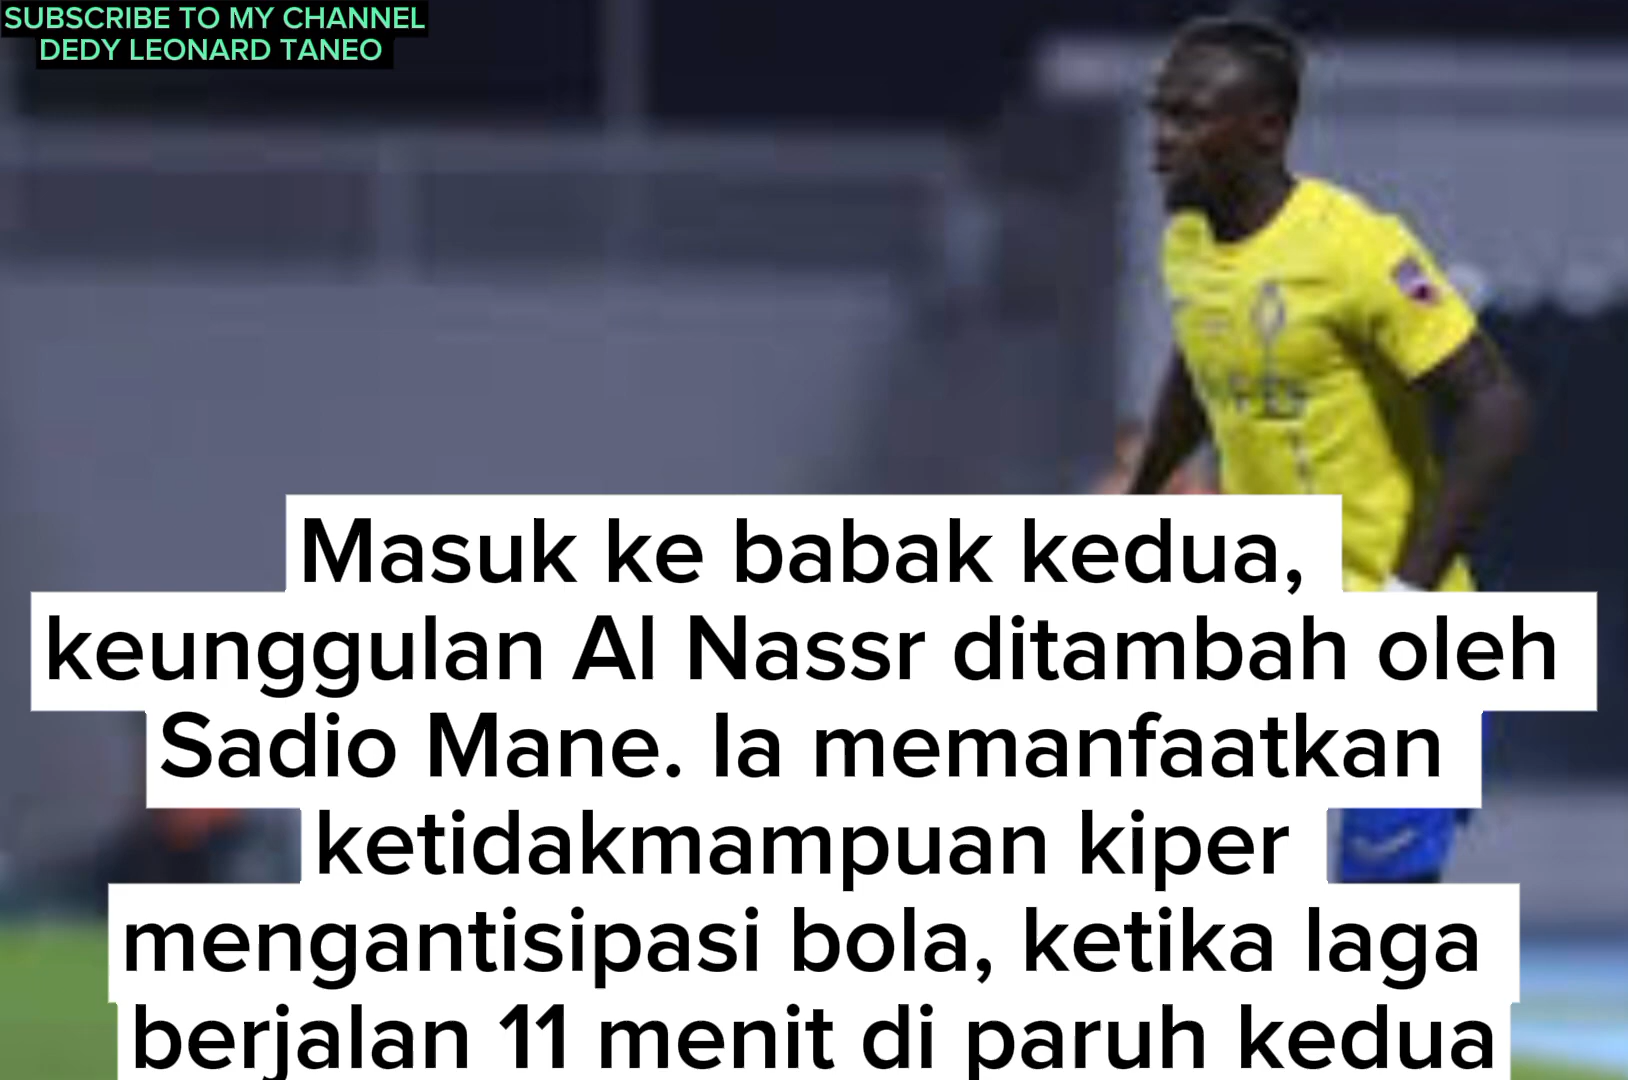 SUBSCRIBE TO MY CHANNEL
DEDY LEONARD TANEO
Masuk ke babak kedua,
keunggulan Al Nassr ditambah oleh
Sadio Mane. Ia memanfaatkan
ketidakmampuan kiper
mengantisipasi bola, ketika laga
berjalan 11 menit di paruh kedua